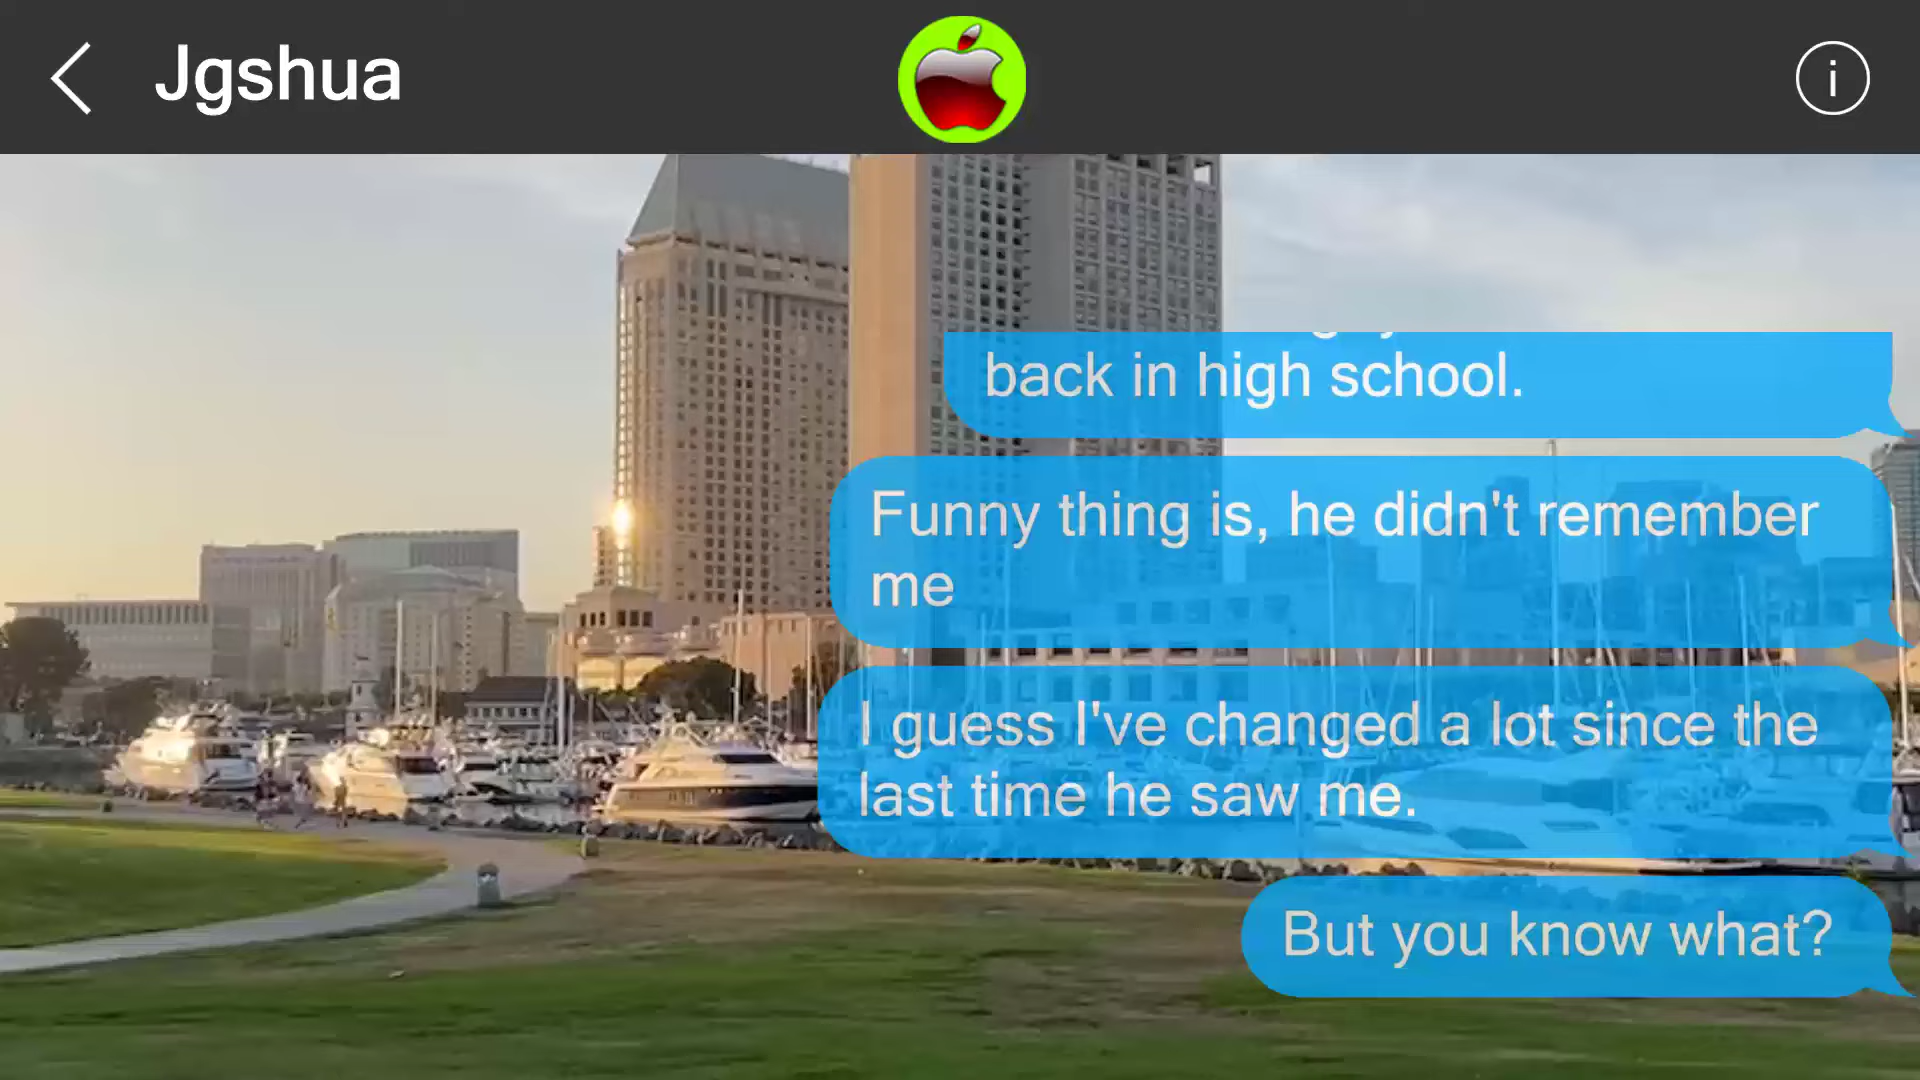 Jgshua
i
back in high school.
Funny thing is, he didn't remember
me
I guess I've changed a lot since the
last time he saw me.
But you know what?